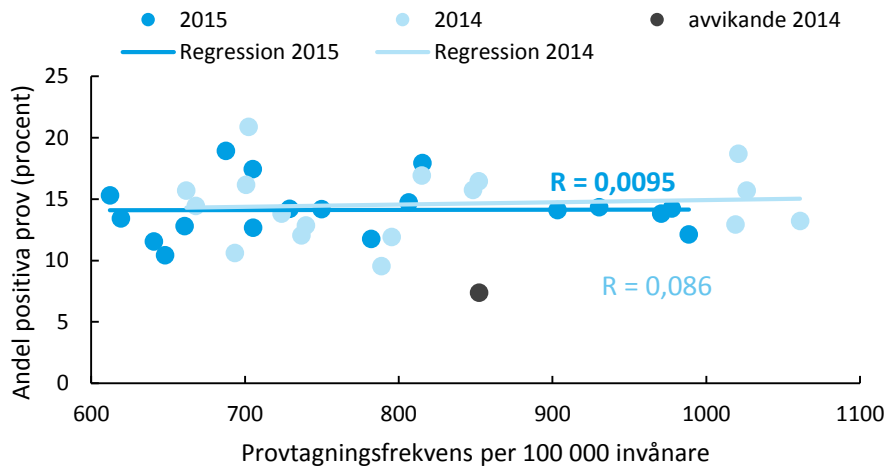 2015
2014
avvikande 2014
Regression 2015
Regression 2014
Andel positiva prov (procent)
25
20
15
10
5
0
R = 0,0095
R = 0,086
600
700
800
900
1000
1100
Provtagningsfrekvens per 100 000 invånare